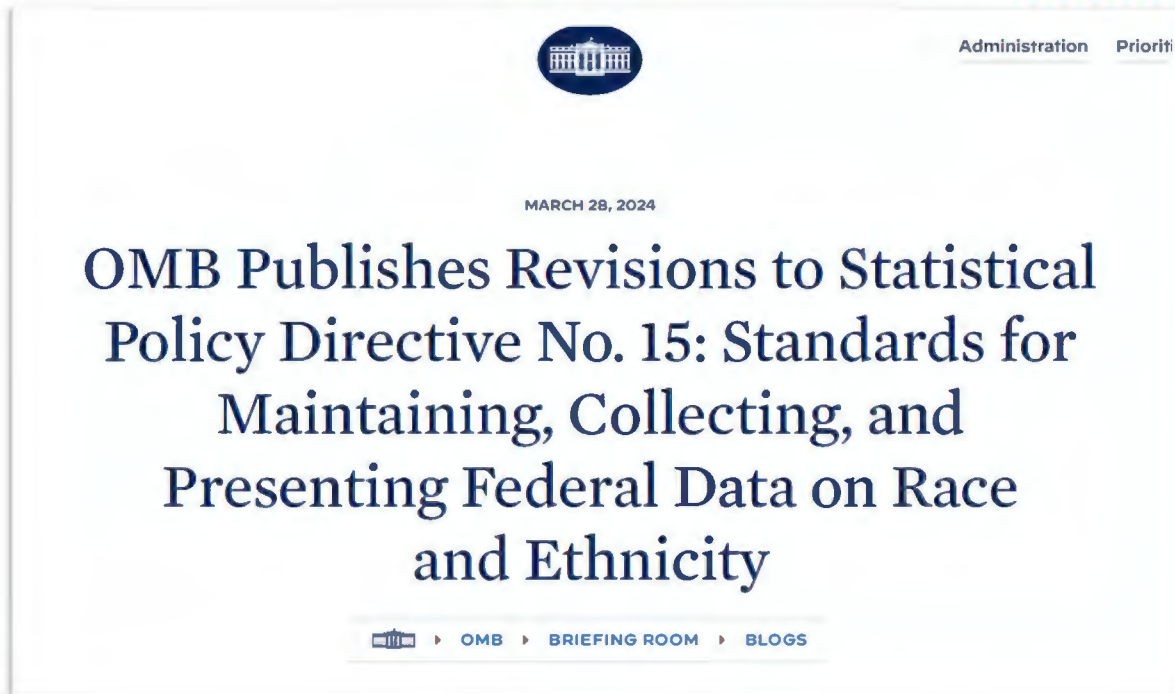 Administration Prioriti
MARCH 28, 2024
OMB Publishes Revisions to Statistical
Policy Directive No. 15: Standards for
Maintaining, Collecting, and
Presenting Federal Data on Race
and Ethnicity
OMB BRIEFING ROOM BLOGS